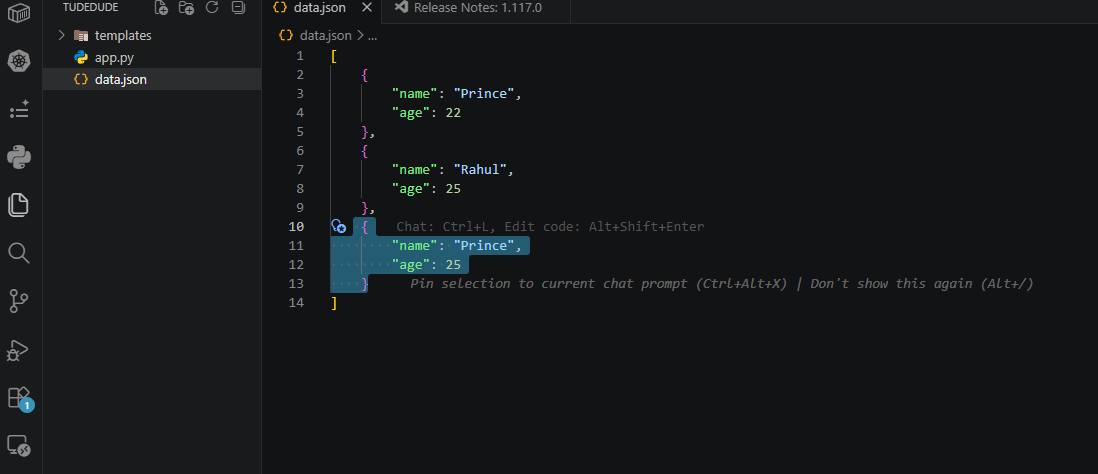 TUDEDUDE
templates
app.py
{} data.json
{} data.json
Release Notes: 1.117.0
{} data.json > ...
1 [
2 {
3 "name": "Prince",
4 "age": 22
5 },
6 {
7 "name": "Rahul",
8 "age": 25
9 },
10 { Chat: Ctrl+L, Edit code: Alt+Shift+Enter
11 "name": "Prince",
12 "age": 25
13 } Pin selection to current chat prompt (Ctrl+Alt+X) | Don't show this again (Alt+/)
14 ]
1